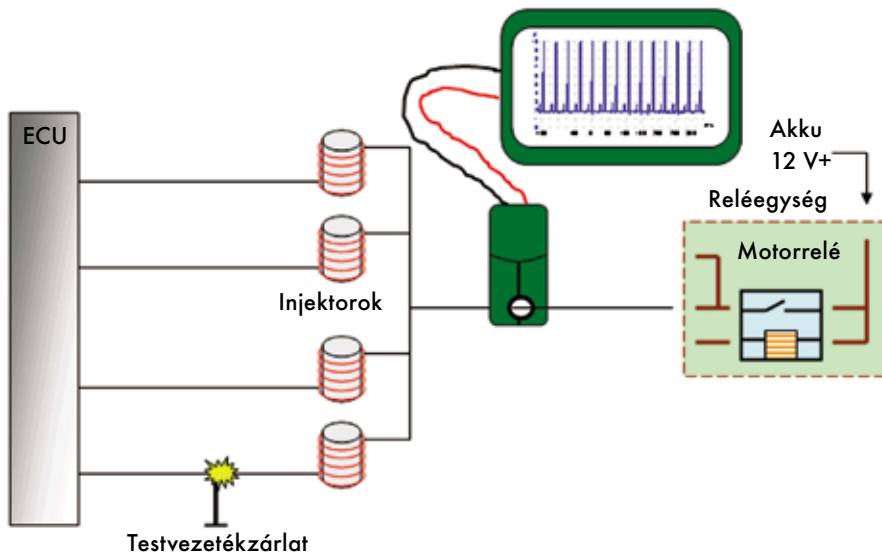 ECU
Akku
12 V+
Reléegység
Motorrelé
Injektorok
Testvezetékzárlat